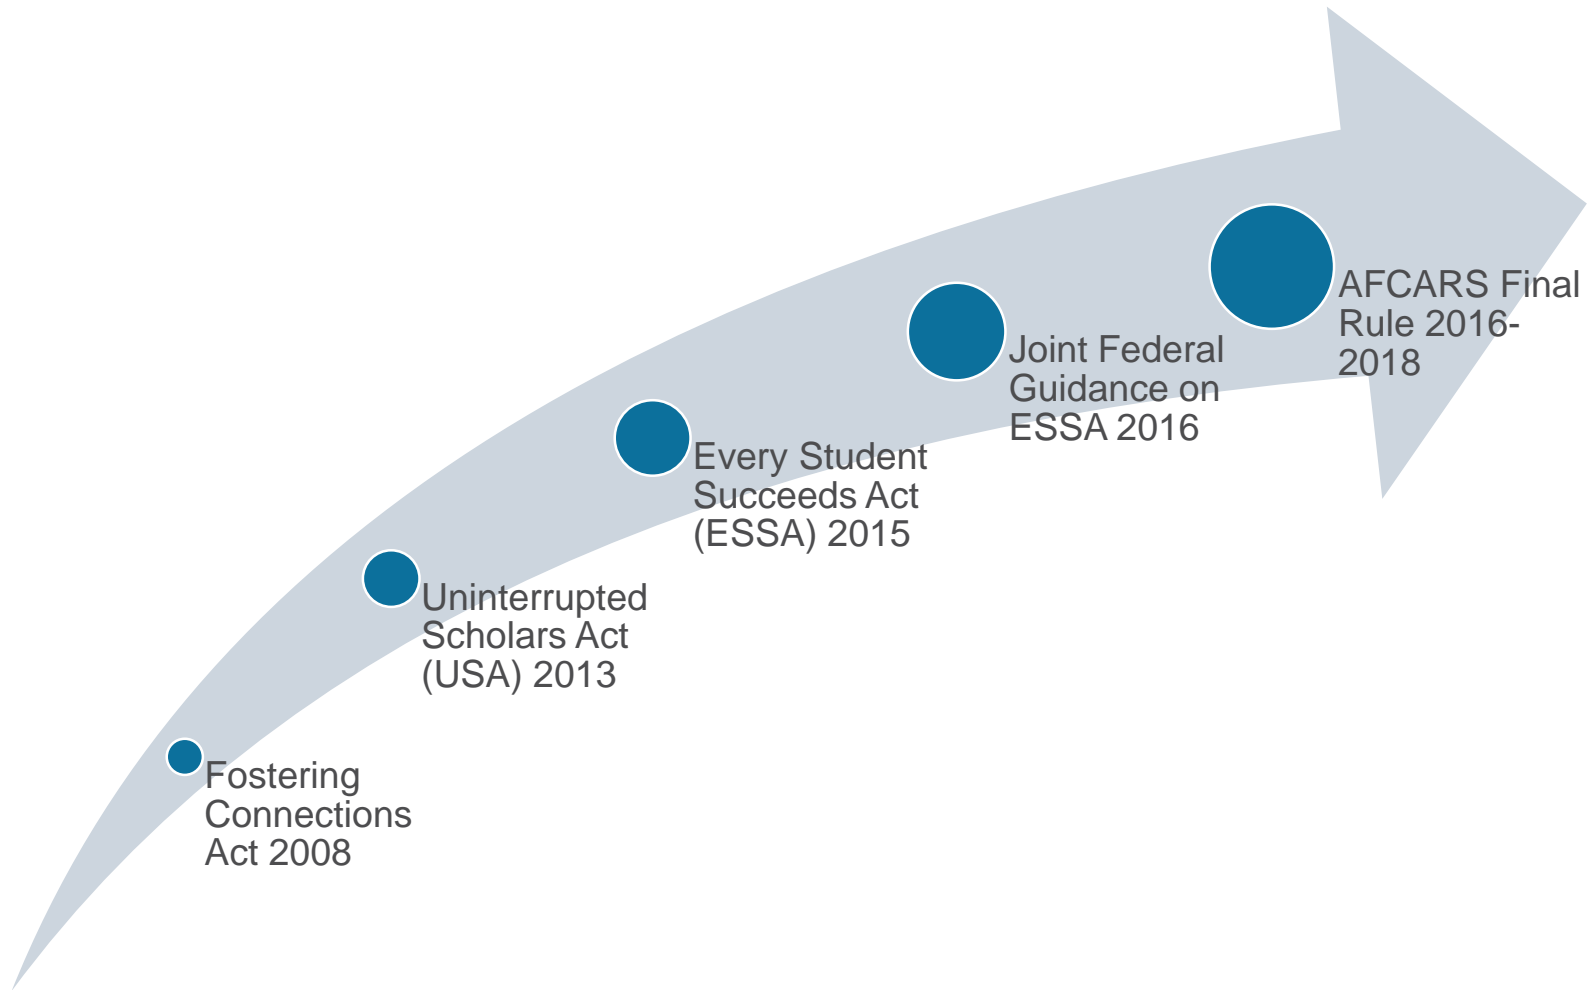 Fostering
Connections
Act 2008
Uninterrupted
Scholars Act
(USA) 2013
Every Student
Succeeds Act
(ESSA) 2015
Joint Federal
Guidance on
ESSA 2016
AFCARS Final
Rule 2016-
2018